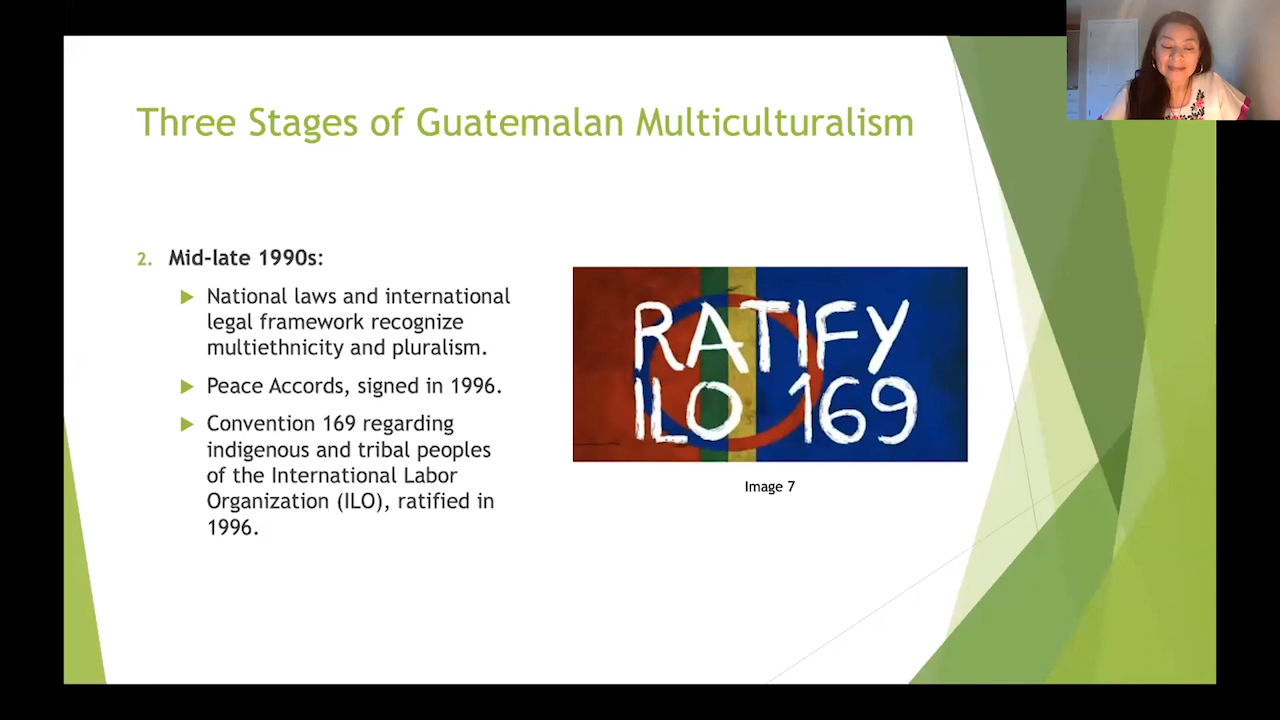 Three Stages of Guatemalan Multiculturalism
2. Mid-late 1990s:
National laws and international
legal framework recognize
multiethnicity and pluralism.
Peace Accords, signed in 1996.
Convention 169 regarding
indigenous and tribal peoples
of the International Labor
Organization (ILO), ratified in
1996.
RATIFY
ILO 169
Image 7